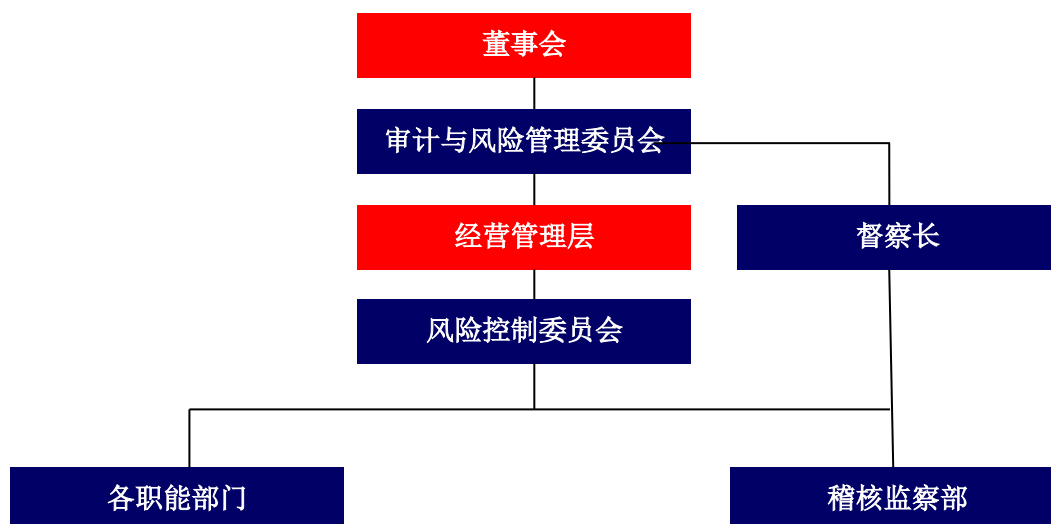 董事会
审计与风险管理委员会
经营管理层
督察长
风险控制委员会
各职能部门
稽核监察部